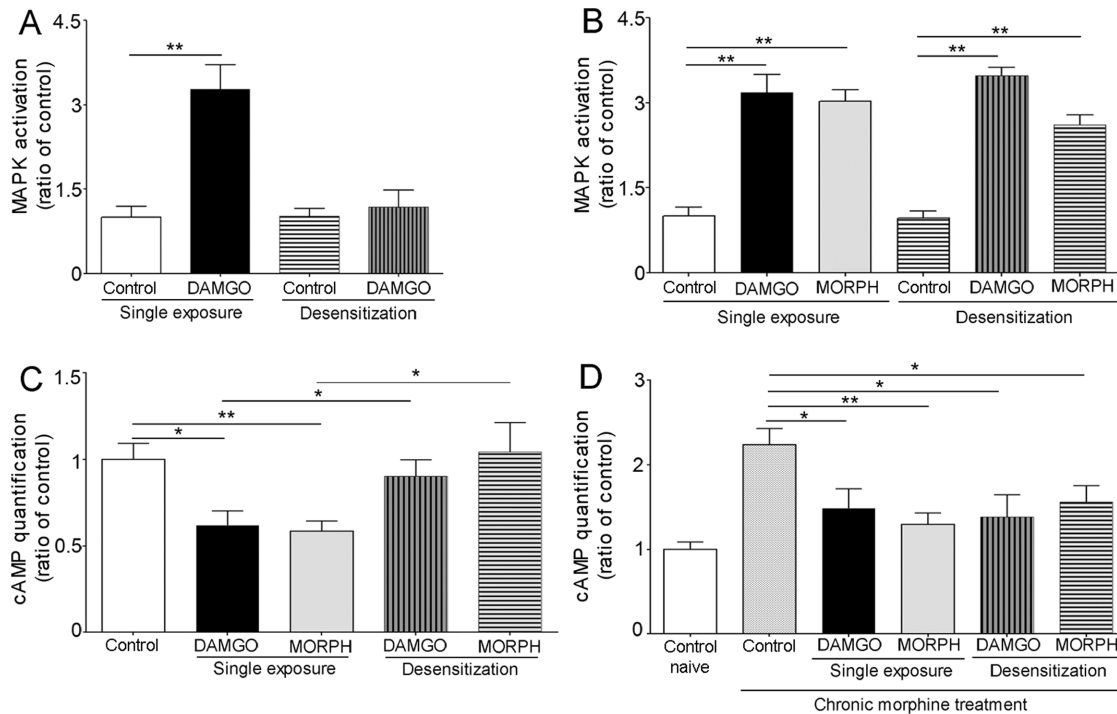 A
MAPK activation
(ratio of control)
4.5
3
1.5
0
**
Control
DAMGO
Control
DAMGO
Single exposure
Desensitization
B
MAPK activation
(ratio of control)
4.5
3
1.5
0
**
**
**
**
Control
DAMGO
MORPH
Control
DAMGO
MORPH
Single exposure
Desensitization
C
cAMP quantification
(ratio of control)
1.5
1
0.5
0
*
*
**
*
Control
DAMGO
MORPH
DAMGO
MORPH
Single exposure
Desensitization
D
cAMP quantification
(ratio of control)
3
2
1
0
*
*
**
*
Control
naive
Control
DAMGO
MORPH
DAMGO
MORPH
Single exposure
Desensitization
Chronic morphine treatment